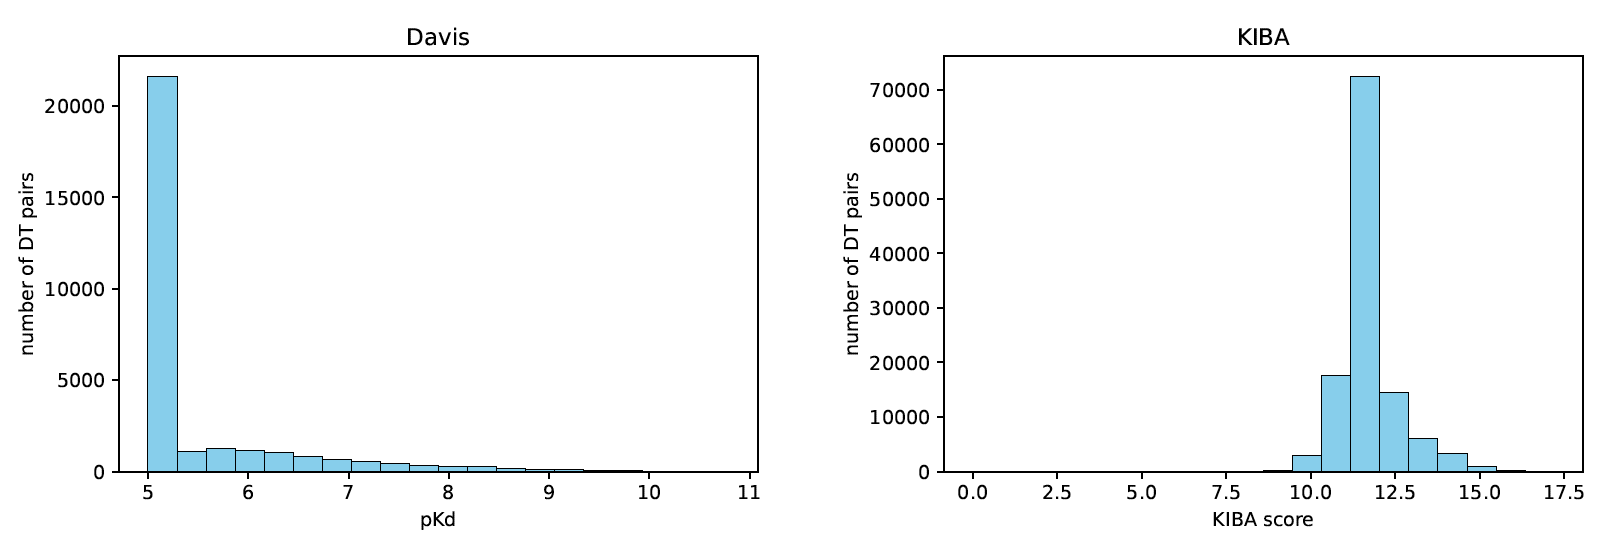 Davis
20000
15000
10000
5000
0
number of DT pairs
5 6 7 8 9 10 11
pKd
KIBA
70000
60000
50000
40000
30000
20000
10000
0
number of DT pairs
0.0 2.5 5.0 7.5 10.0 12.5 15.0 17.5
KIBA score